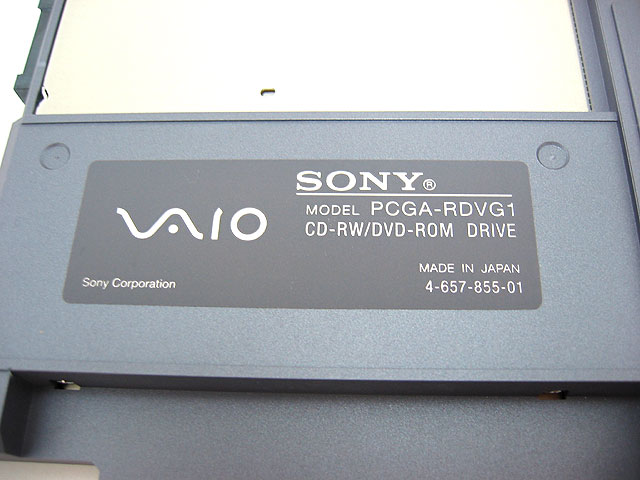 SONY®
VAIO
MODEL PCGA-RDVG1
CD-RW/DVD-ROM DRIVE
MADE IN JAPAN
Sony Corporation
4-657-855-01